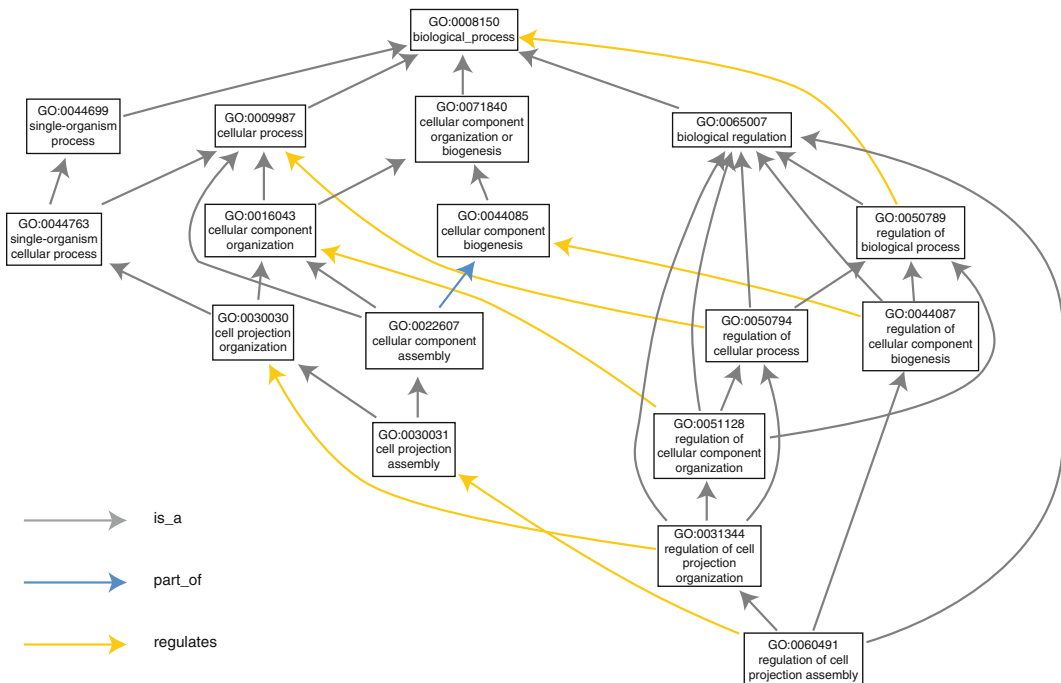 GO:0008150
biological_process
GO:0044699
single-organism
process
GO:0009987
cellular process
GO:0071840
cellular component
organization or
biogenesis
GO:0065007
biological regulation
GO:0044763
single-organism
cellular process
GO:0016043
cellular component
organization
GO:0044085
cellular component
biogenesis
GO:0050789
regulation of
biological process
GO:0030030
cell projection
organization
GO:0022607
cellular component
assembly
GO:0050794
regulation of
cellular process
GO:0044087
regulation of
cellular component
biogenesis
GO:0030031
cell projection
assembly
GO:0051128
regulation of
cellular component
organization
GO:0031344
regulation of cell
projection
organization
GO:0060491
regulation of cell
projection assembly
is_a
part_of
regulates